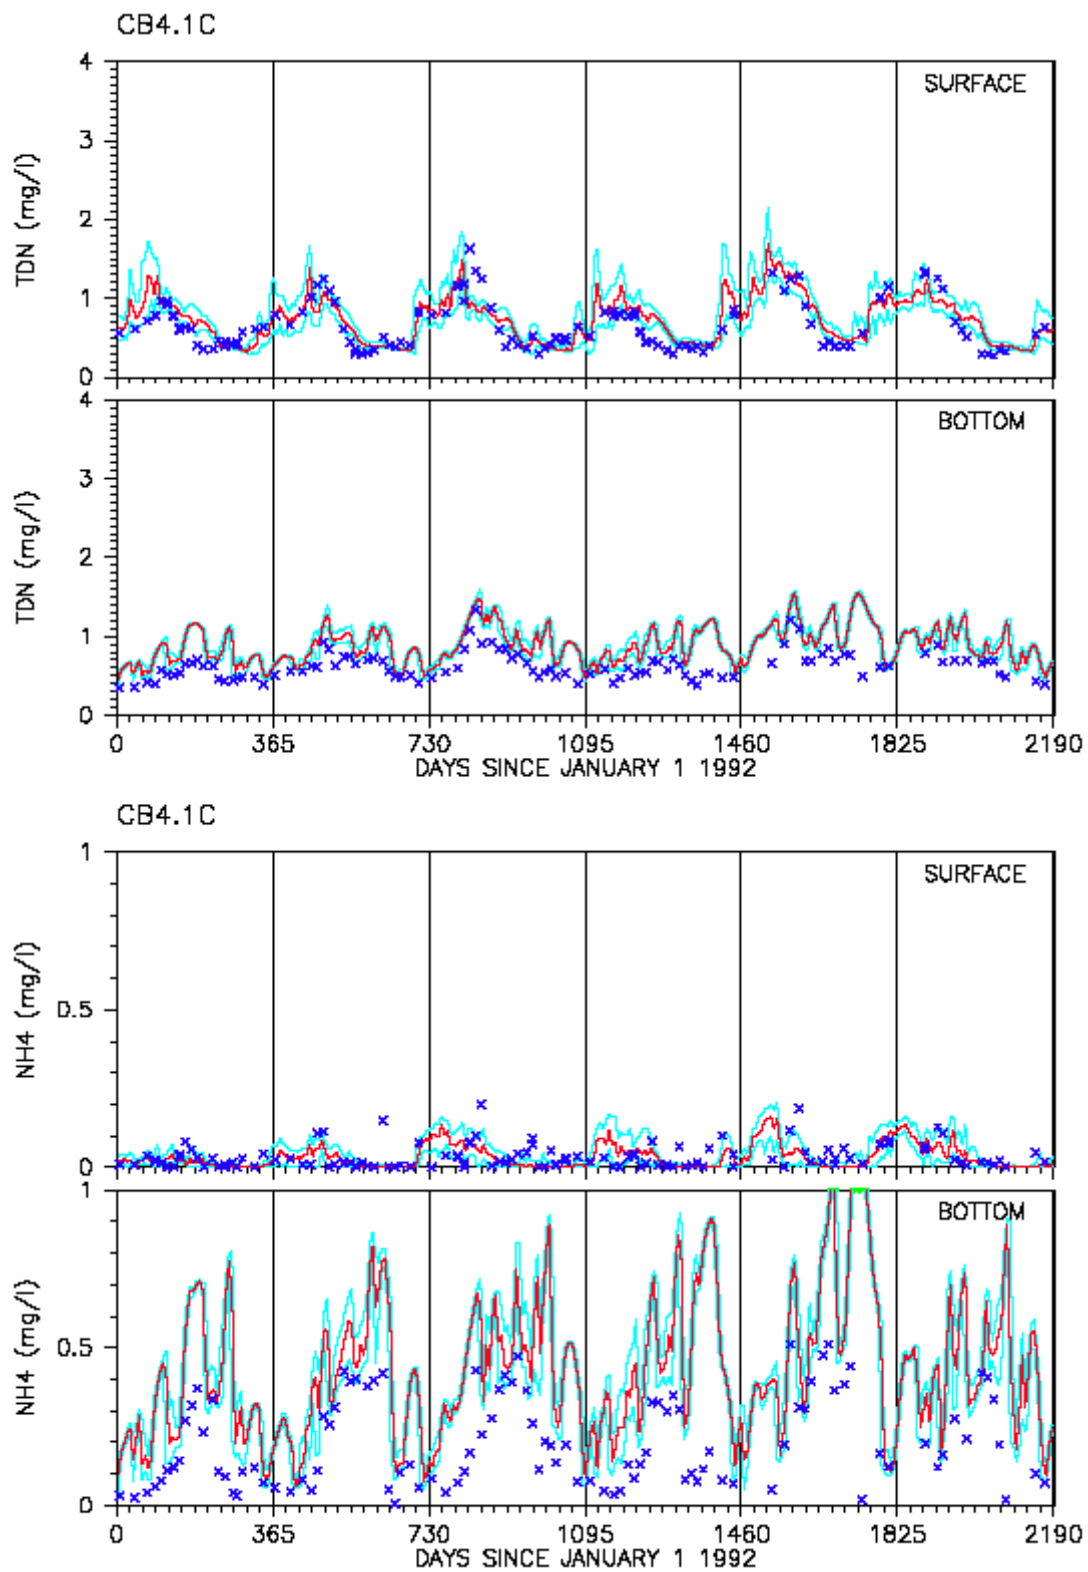 CB4.1C
4
SURFACE
3
TDN (mg/l)
2
1
0
4
BOTTOM
3
TDN (mg/l)
2
1
0
0 365 730 1095 1460 1825 2190
DAYS SINCE JANUARY 1 1992
CB4.1C
1
SURFACE
NH4 (mg/l)
0.5
0
1
BOTTOM
NH4 (mg/l)
0.5
0
0 365 730 1095 1460 1825 2190
DAYS SINCE JANUARY 1 1992